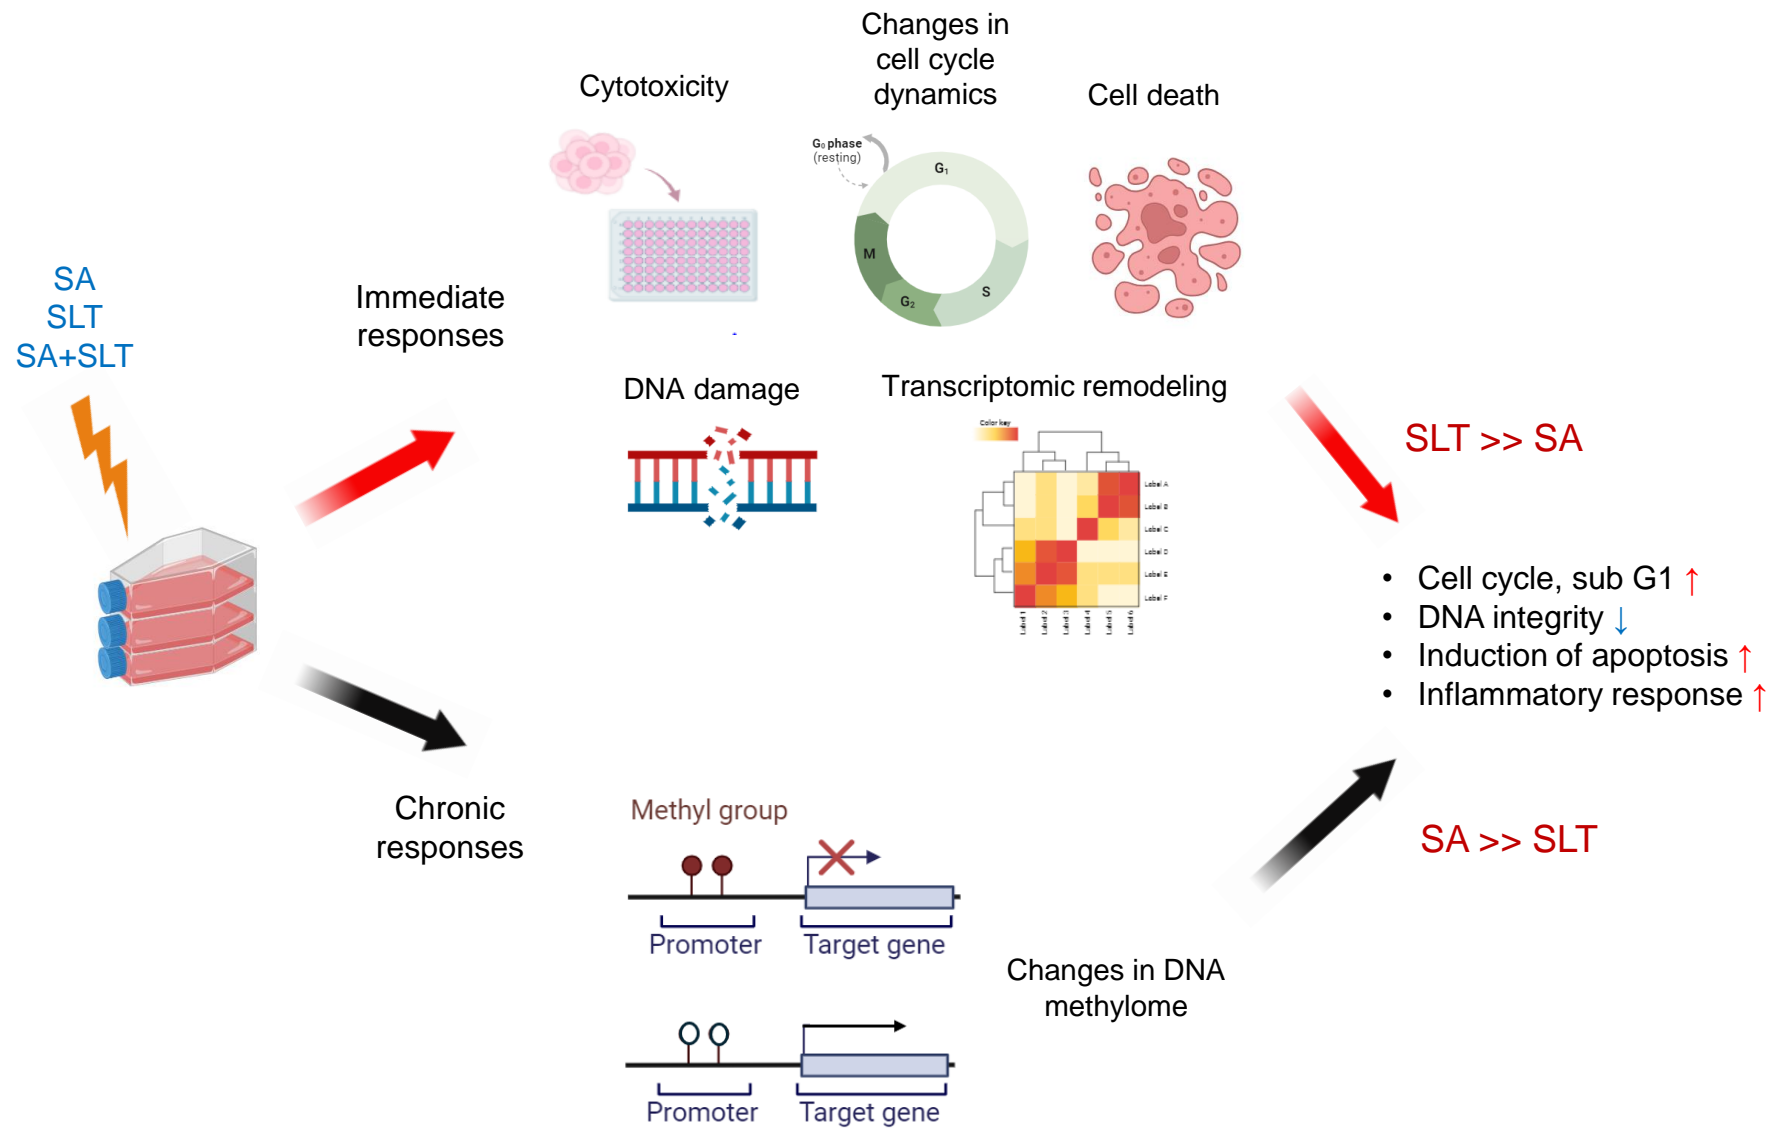 SA
SLT
SA+SLT
Immediate
responses
Cytotoxicity
Changes in
cell cycle
dynamics
Cell death
G₀ phase
(resting)
G₁
M
G₂
S
DNA damage
Transcriptomic remodeling
Color key
Label A
Label B
Label C
Label D
Label E
Label F
Label 1
Label 2
Label 3
Label 4
Label 5
Label 6
SLT >> SA
• Cell cycle, sub G1 ↑
• DNA integrity ↓
• Induction of apoptosis ↑
• Inflammatory response ↑
SA >> SLT
Chronic
responses
Methyl group
Promoter
Target gene
Changes in DNA
methylome
Promoter
Target gene